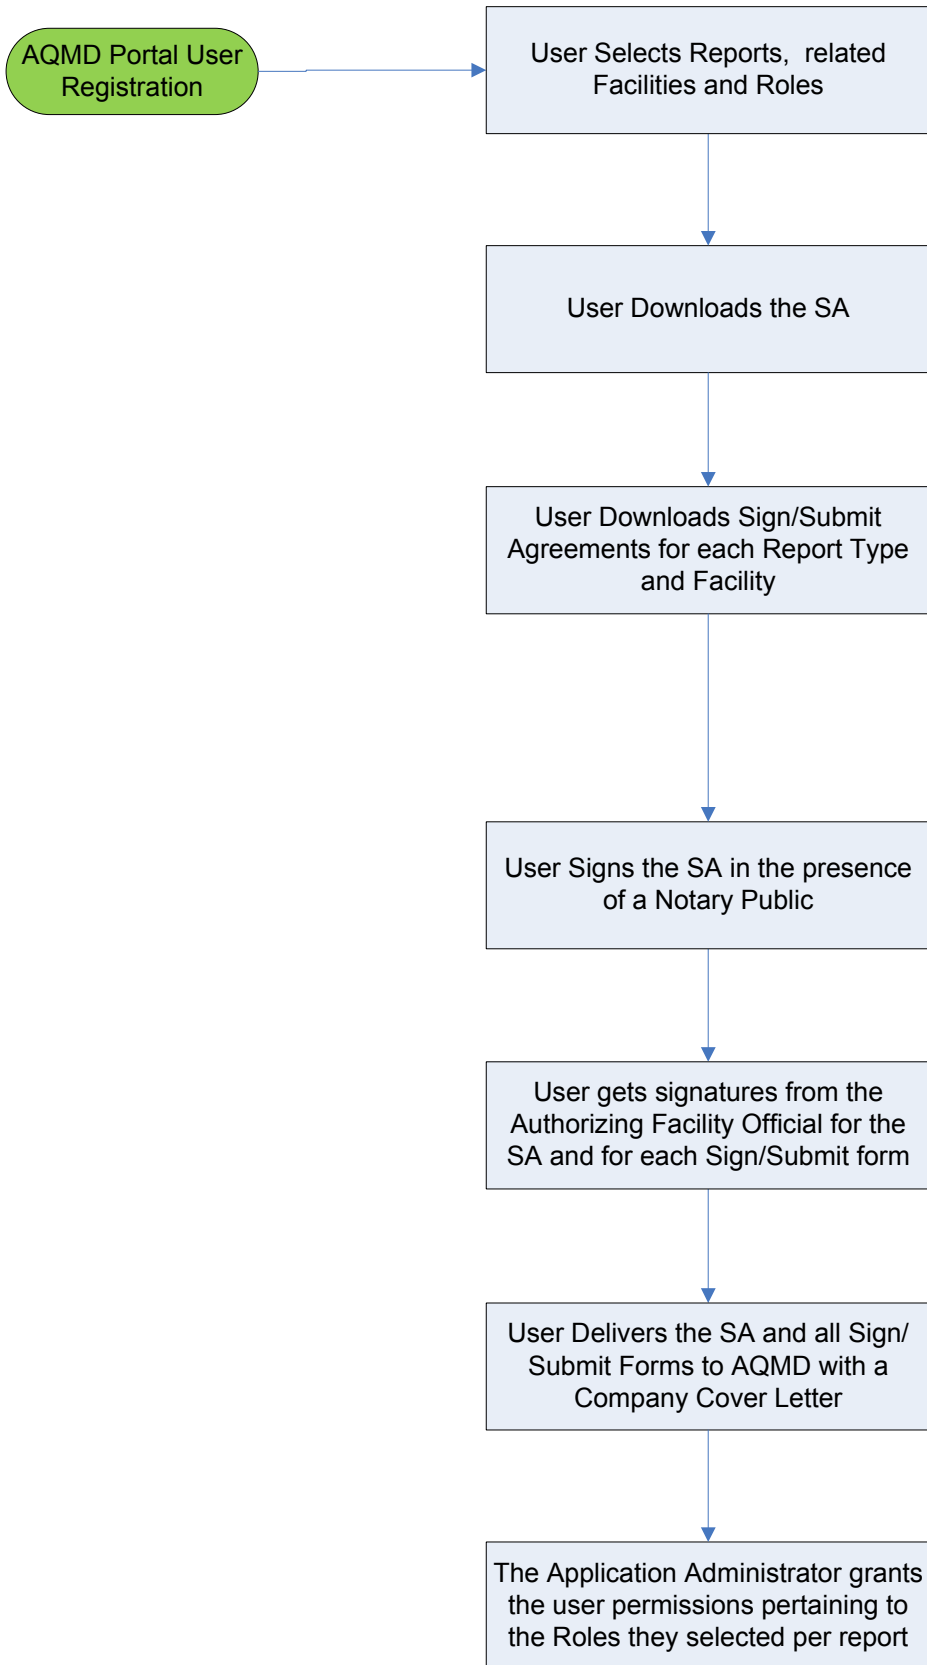 AQMD Portal User
Registration
User Selects Reports,  related
Facilities and Roles
User Downloads the SA
User Downloads Sign/Submit
Agreements for each Report Type
and Facility
User Signs the SA in the presence
of a Notary Public
User gets signatures from the
Authorizing Facility Official for the
SA and for each Sign/Submit form
User Delivers the SA and all Sign/
Submit Forms to AQMD with a
Company Cover Letter
The Application Administrator grants
the user permissions pertaining to
the Roles they selected per report